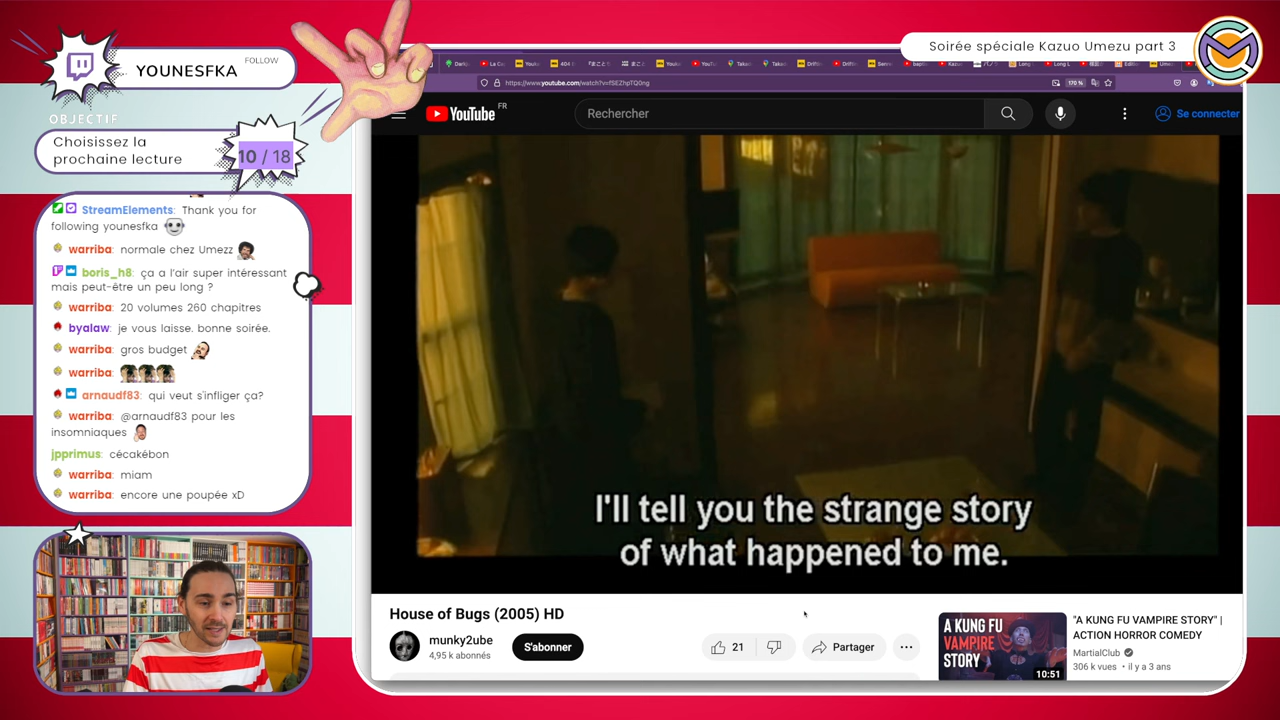 YOUNESFKA
FOLLOW
OBJECTIF
Choisissez la
prochaine lecture
10 / 18
StreamElements: Thank you for
following younesfka
warriba: normale chez Umezz
boris_h8: ça a l'air super intéressant
mais peut-être un peu long ?
warriba: 20 volumes 260 chapitres
byalaw: je vous laisse. bonne soirée.
warriba: gros budget
warriba:
arnaudf83: qui veut s'infliger ça?
warriba: @arnaudf83 pour les
insomniaques
jpprimus: cécakébon
warriba: miam
warriba: encore une poupée xD
Soirée spéciale Kazuo Umezu part 3
170 %
YouTube FR
Rechercher
Se connecter
I'll tell you the strange story
of what happened to me.
House of Bugs (2005) HD
munky2ube
4,95 k abonnés
S'abonner
21
Partager
A KUNG FU
VAMPIRE
STORY
10:51
"A KUNG FU VAMPIRE STORY" |
ACTION HORROR COMEDY
MartialClub
306 k vues • il y a 3 ans